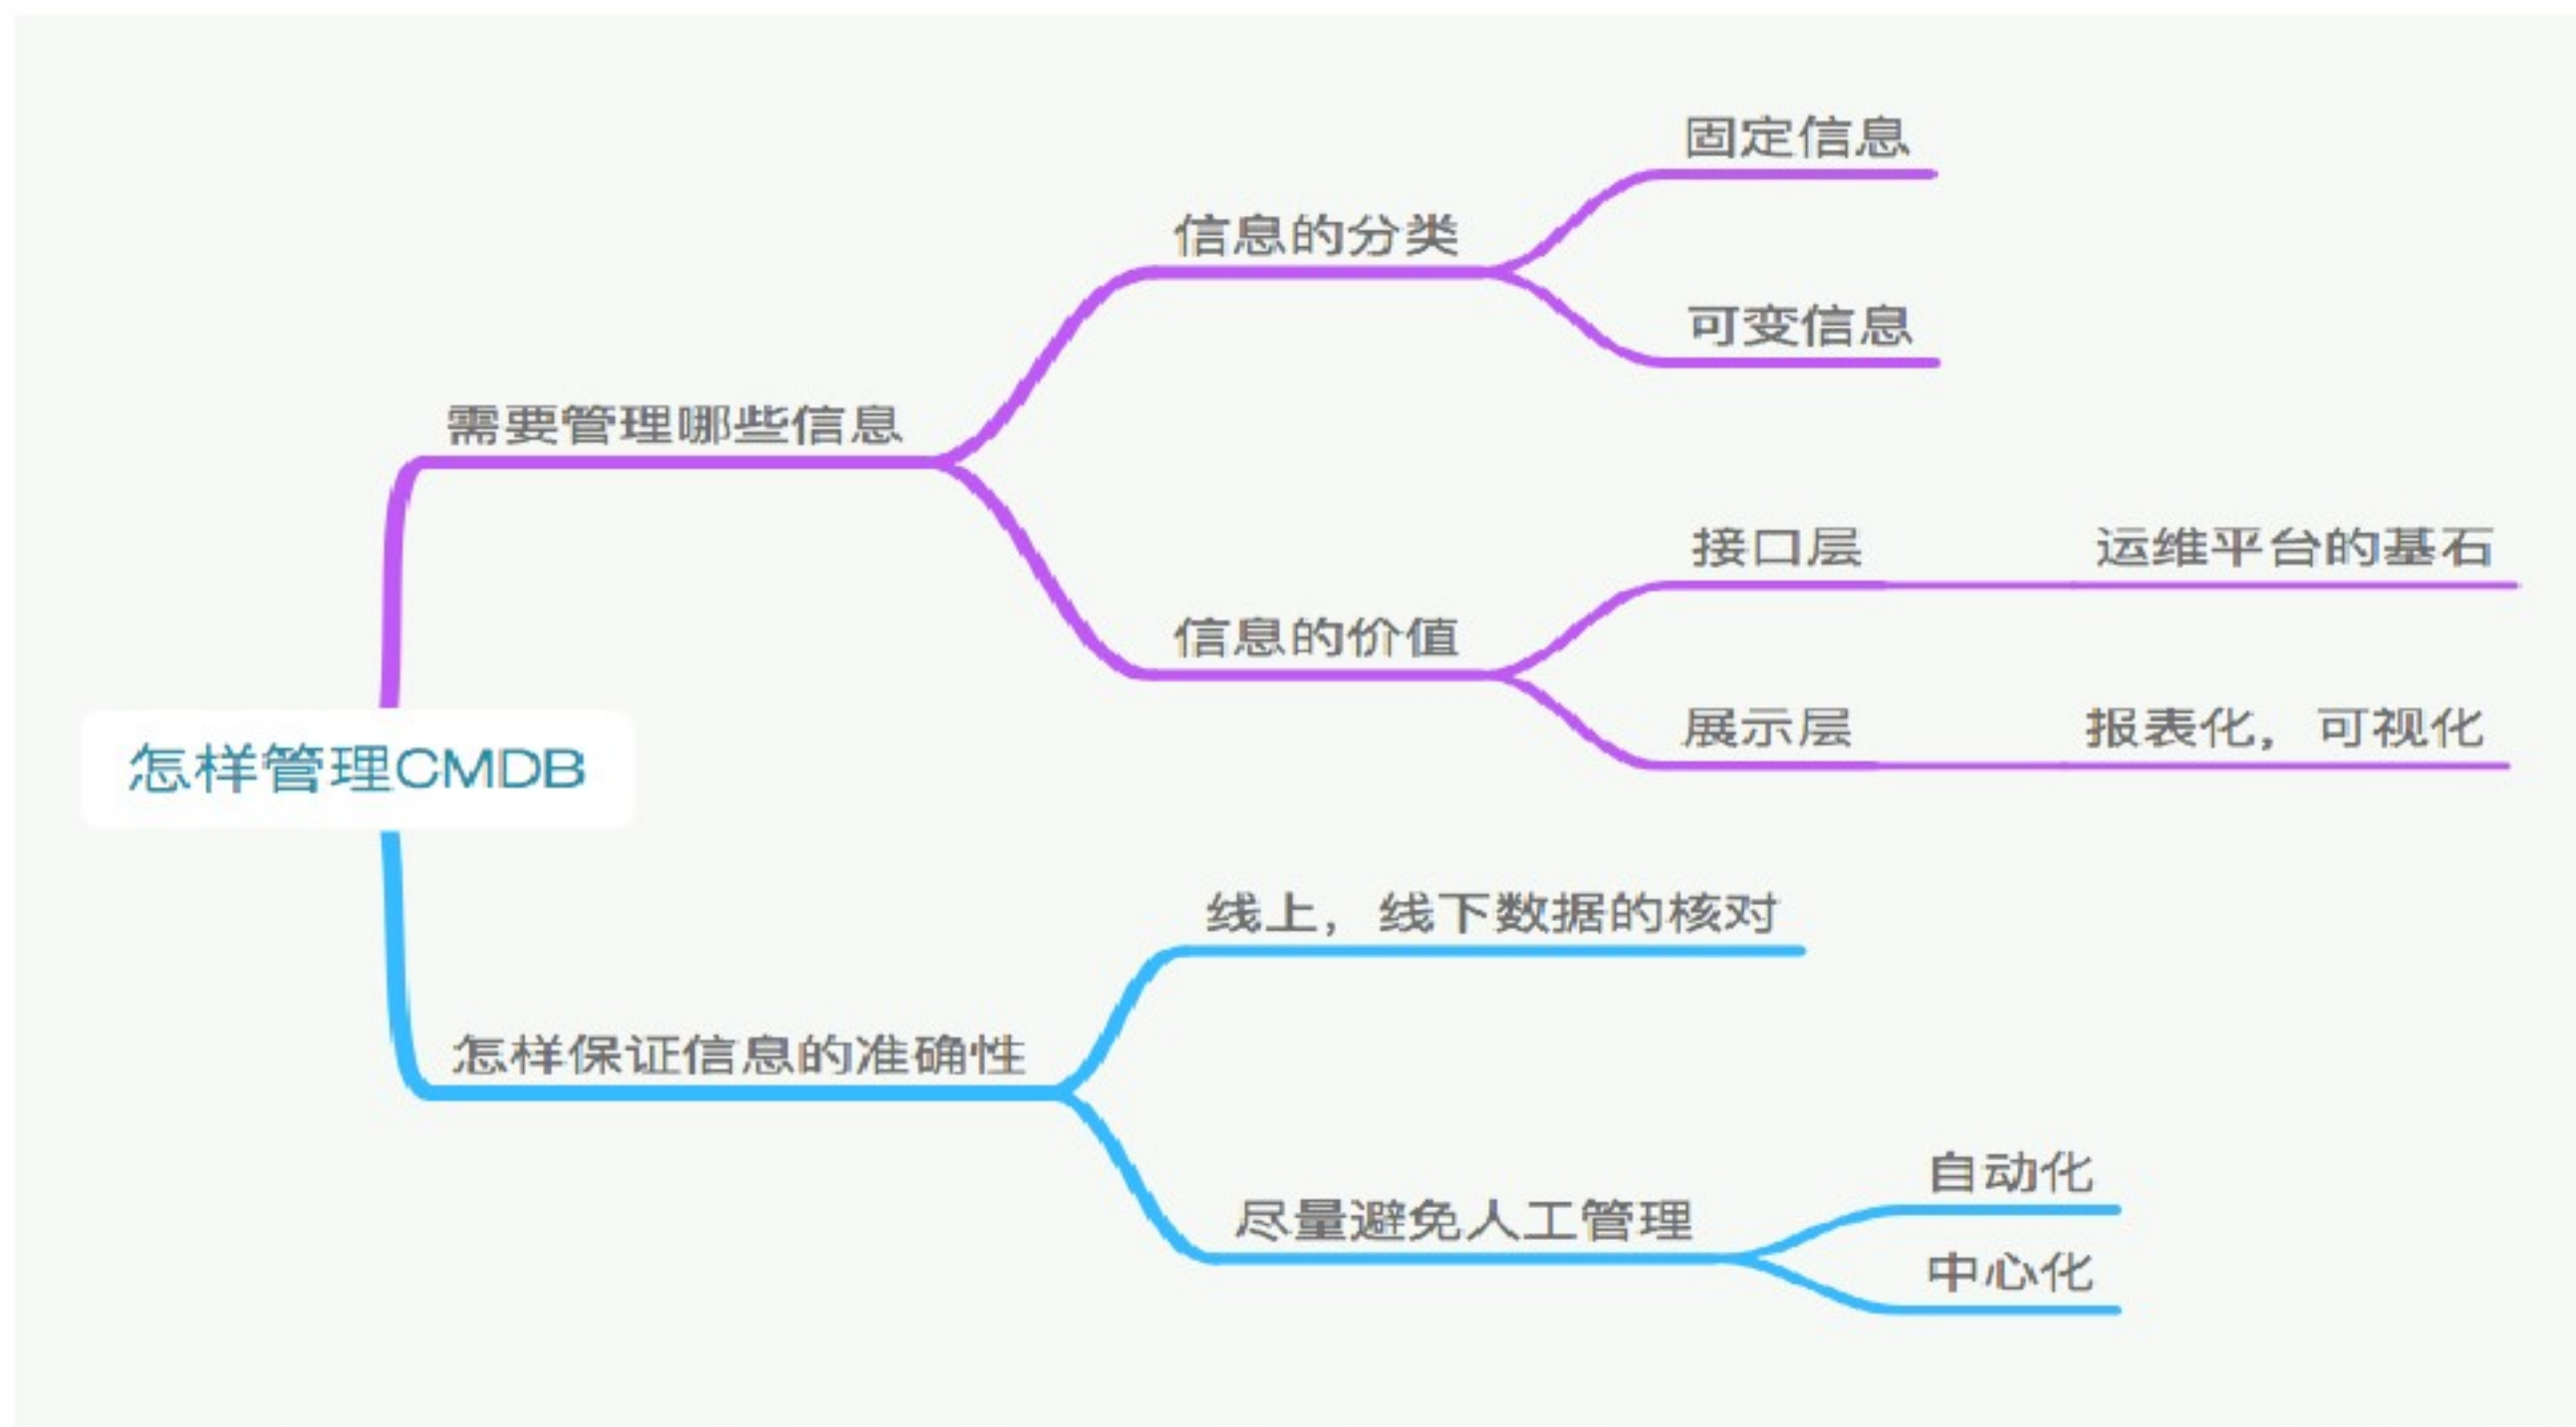 固定信息
信息的分类
可变信息
需要管理哪些信息
接口层
运维平台的基石
信息的价值
展示层
报表化，可视化
怎样管理CMDB
线上，线下数据的核对
怎样保证信息的准确性
自动化
尽量避免人工管理
中心化